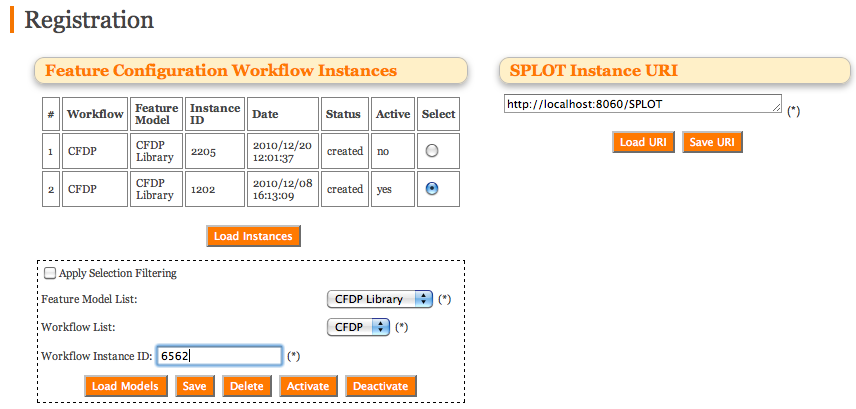 Registration
Feature Configuration Workflow Instances
# Workflow Feature Model Instance ID Date Status Active Select
1 CFDP CFDP Library 2205 2010/12/20 12:01:37 created no
2 CFDP CFDP Library 1202 2010/12/08 16:13:09 created yes
Load Instances
Apply Selection Filtering
Feature Model List: CFDP Library (*)
Workflow List: CFDP (*)
Workflow Instance ID: 6562 (*)
Load Models Save Delete Activate Deactivate
SPLOT Instance URI
http://localhost:8060/SPLOT (*)
Load URI Save URI